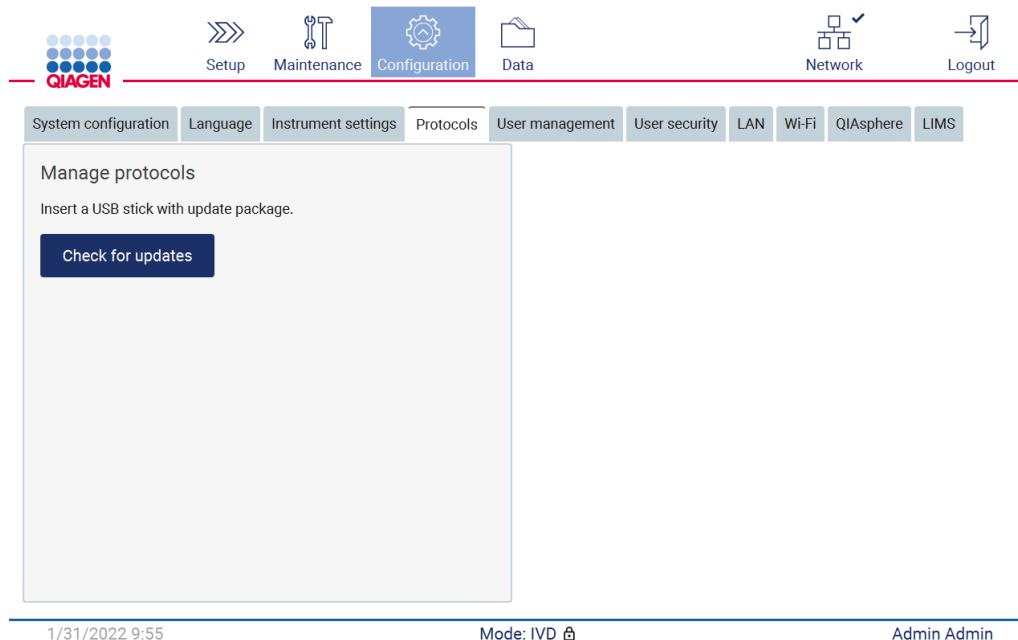 QIAGEN
Setup Maintenance Configuration Data Network Logout
System configuration Language Instrument settings Protocols User management User security LAN Wi-Fi QIAsphere LIMS
Manage protocols
Insert a USB stick with update package.
Check for updates
1/31/2022 9:55 Mode: IVD Admin Admin